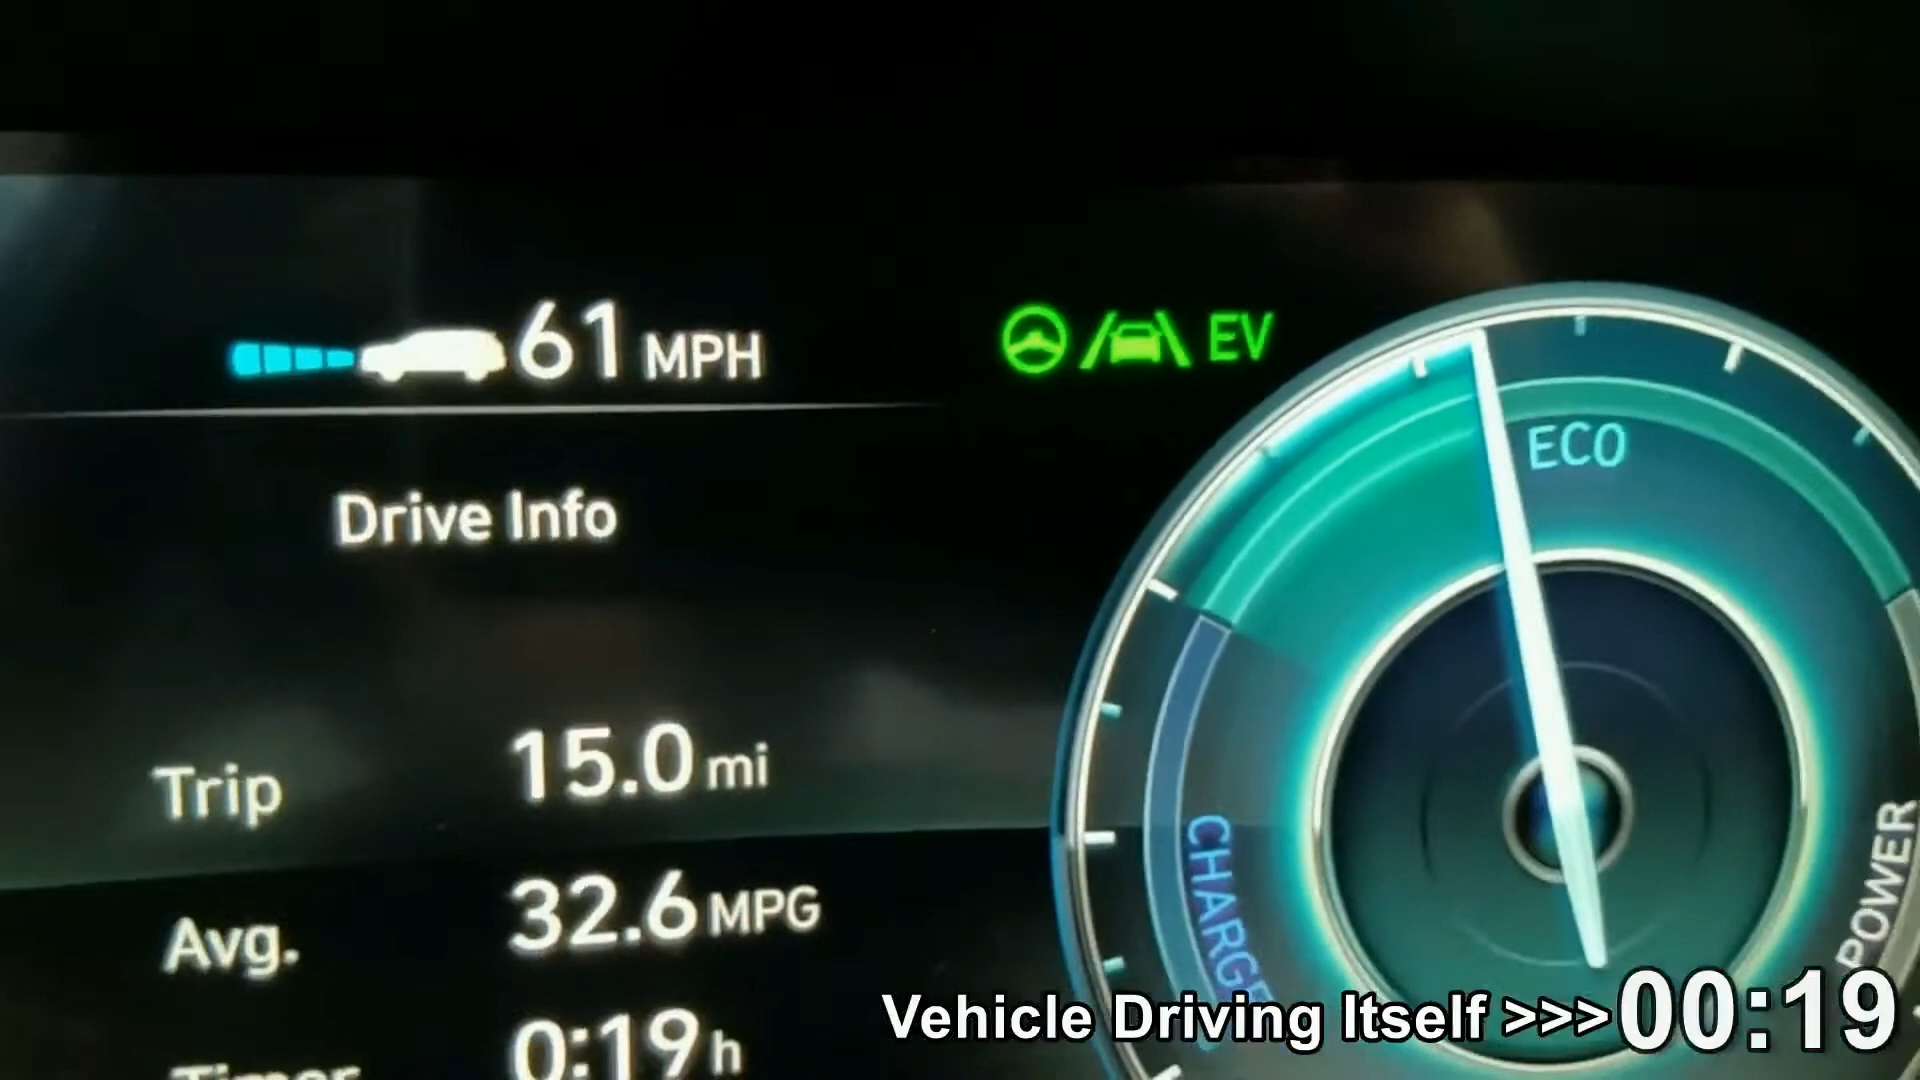 61 MPH
EV
ECO
Drive Info
Trip 15.0 mi
Avg. 32.6 MPG
Timer 0:19 h
CHARGE
POWER
Vehicle Driving Itself >>> 00:19